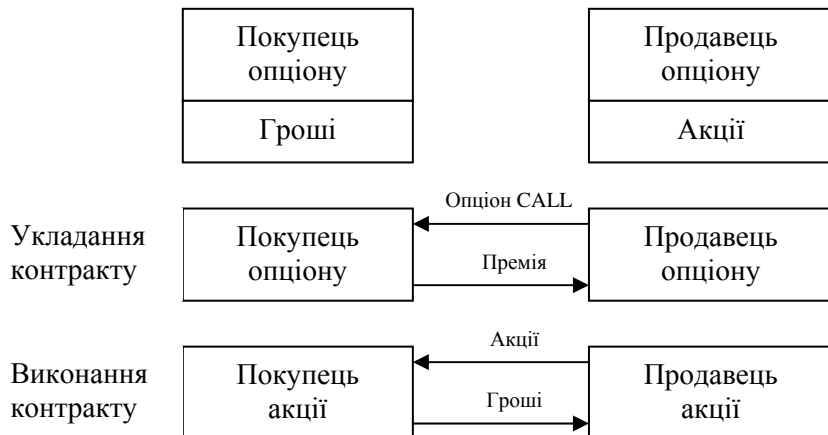 Покупець
опціону
Гроші
Продавець
опціону
Акції
Укладання
контракту
Покупець
опціону
Опціон CALL
Премія
Продавець
опціону
Виконання
контракту
Покупець
акції
Акції
Гроші
Продавець
акції